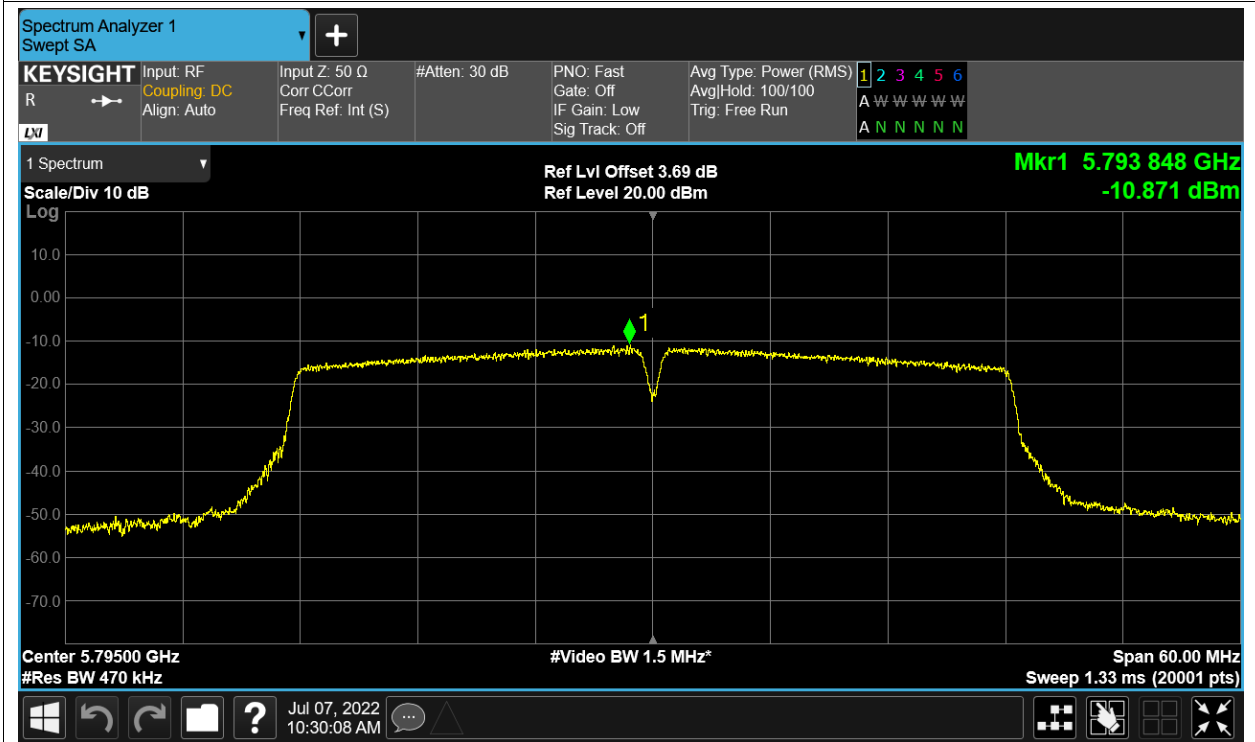 Spectrum Analyzer 1
Swept SA
+
KEYSIGHT
R
LXI
Input: RF
Coupling: DC
Align: Auto
Input Z: 50 Ω
Corr CCorr
Freq Ref: Int (S)
#Atten: 30 dB
PNO: Fast
Gate: Off
IF Gain: Low
Sig Track: Off
Avg Type: Power (RMS)
Avg|Hold: 100/100
Trig: Free Run
1 2 3 4 5 6
A W W W W W
A N N N N N
1 Spectrum
Scale/Div 10 dB
Log
Ref Lvl Offset 3.69 dB
Ref Level 20.00 dBm
Mkr1 5.793 848 GHz
-10.871 dBm
10.0
0.00
-10.0
-20.0
-30.0
-40.0
-50.0
-60.0
-70.0
1
Center 5.79500 GHz
#Res BW 470 kHz
#Video BW 1.5 MHz*
Span 60.00 MHz
Sweep 1.33 ms (20001 pts)
?
Jul 07, 2022
10:30:08 AM